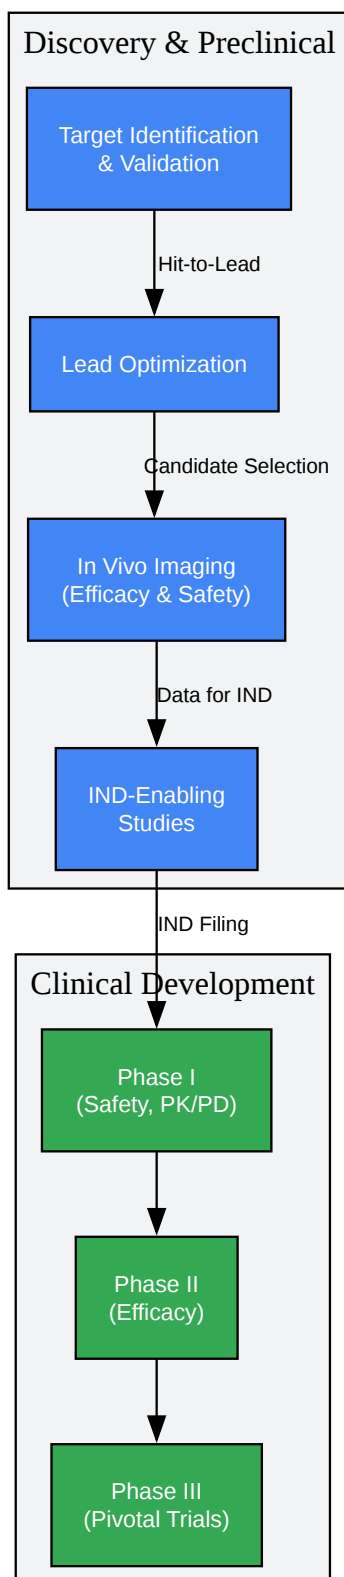 Discovery & Preclinical
Target Identification
& Validation
Hit-to-Lead
Lead Optimization
Candidate Selection
In Vivo Imaging
(Efficacy & Safety)
Data for IND
IND-Enabling
Studies
IND Filing
Clinical Development
Phase I
(Safety, PK/PD)
Phase II
(Efficacy)
Phase III
(Pivotal Trials)